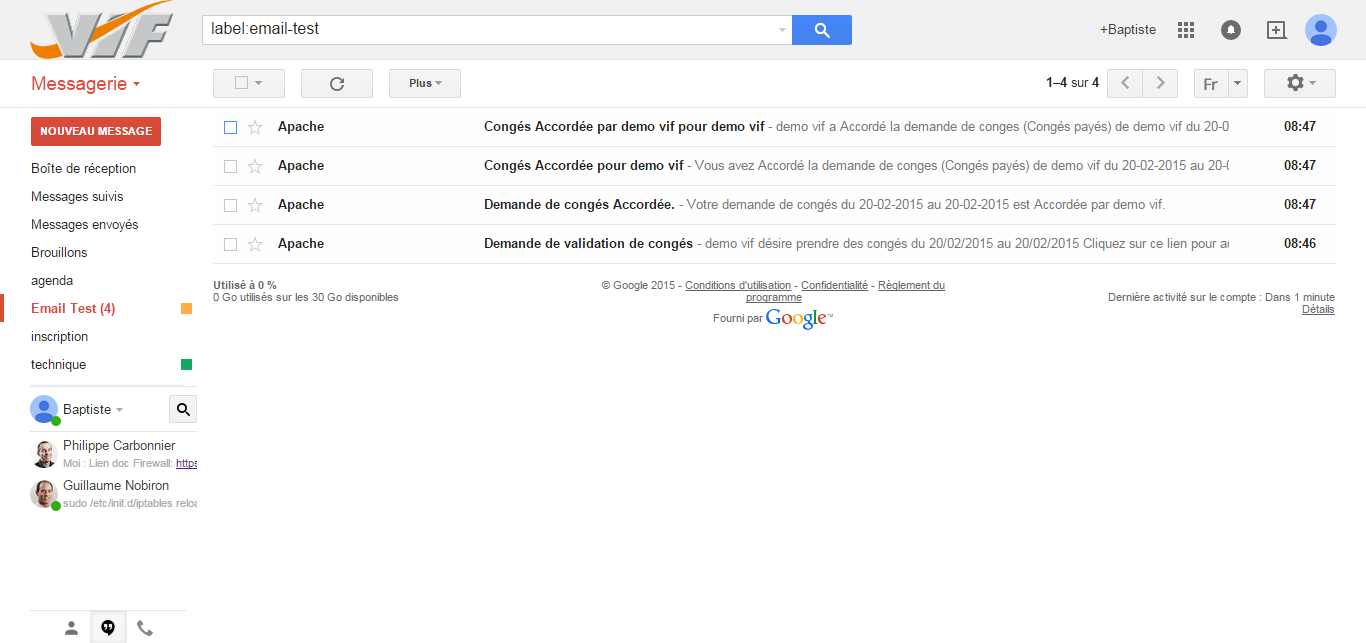 VIF
label:email-test
+Baptiste
Messagerie
Plus
1–4 sur 4
Fr
NOUVEAU MESSAGE
Boîte de réception
Messages suivis
Messages envoyés
Brouillons
agenda
Email Test (4)
inscription
technique
Apache Congés Accordée par demo vif pour demo vif - demo vif a Accordé la demande de conges (Congés payés) de demo vif du 20-0 08:47
Apache Congés Accordée pour demo vif - Vous avez Accordé la demande de conges (Congés payés) de demo vif du 20-02-2015 au 20-0 08:47
Apache Demande de congés Accordée. - Votre demande de congés du 20-02-2015 au 20-02-2015 est Accordée par demo vif. 08:47
Apache Demande de validation de congés - demo vif désire prendre des congés du 20/02/2015 au 20/02/2015 Cliquez sur ce lien pour ac 08:46
Utilisé à 0 %
0 Go utilisés sur les 30 Go disponibles
© Google 2015 - Conditions d'utilisation - Confidentialité - Règlement du
programme
Fourni par Google™
Dernière activité sur le compte : Dans 1 minute
Détails
Baptiste
Philippe Carbonnier
Moi : Lien doc Firewall: https
Guillaume Nobiron
sudo /etc/init.d/iptables reloa